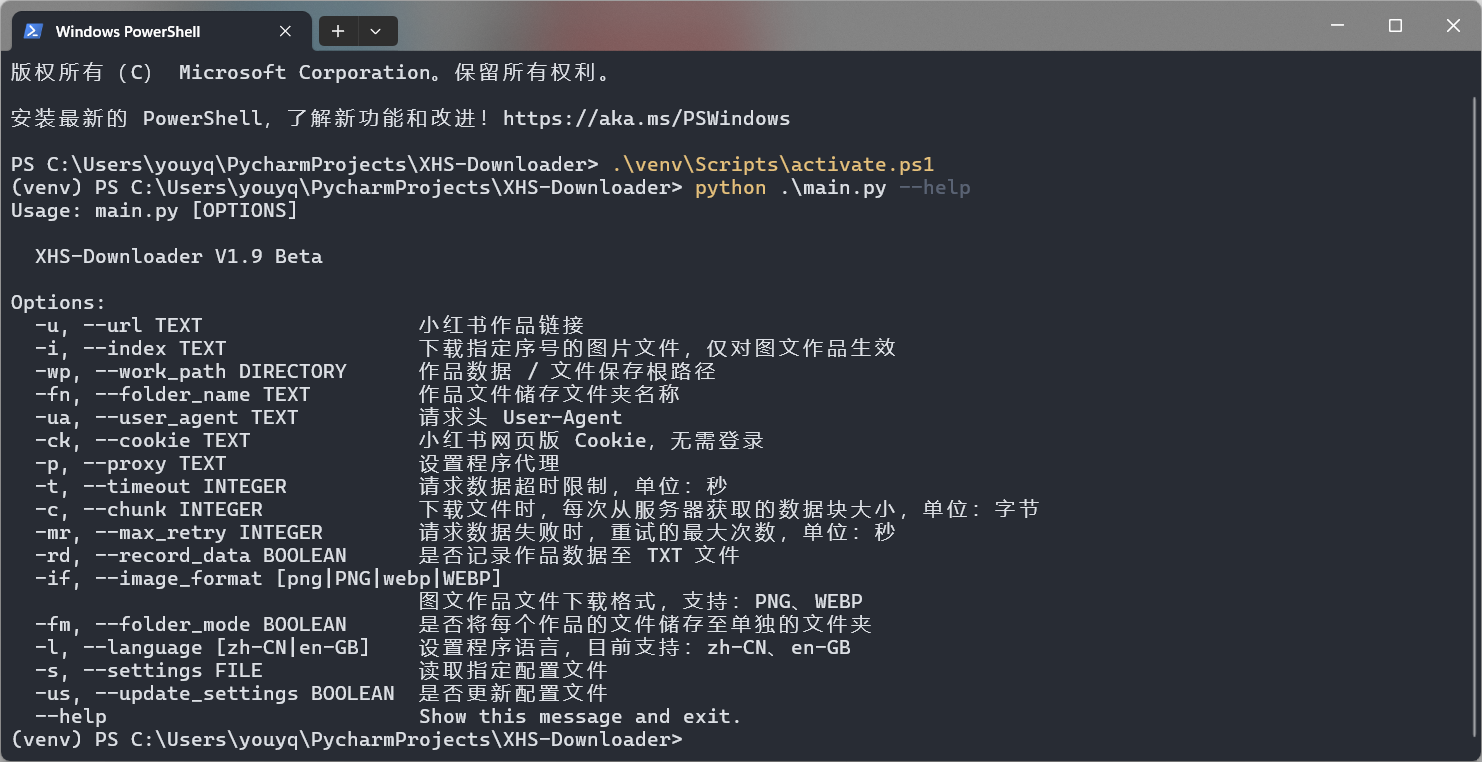 Windows PowerShell
版权所有 (C) Microsoft Corporation。保留所有权利。
安装最新的 PowerShell，了解新功能和改进！https://aka.ms/PSWindows
PS C:\Users\youyq\PycharmProjects\XHS-Downloader> .\venv\Scripts\activate.ps1
(venv) PS C:\Users\youyq\PycharmProjects\XHS-Downloader> python .\main.py --help
Usage: main.py [OPTIONS]
XHS-Downloader V1.9 Beta
Options:
-u, --url TEXT 小红书作品链接
-i, --index TEXT 下载指定序号的图片文件，仅对图文作品生效
-wp, --work_path DIRECTORY 作品数据 / 文件保存根路径
-fn, --folder_name TEXT 作品文件储存文件夹名称
-ua, --user_agent TEXT 请求头 User-Agent
-ck, --cookie TEXT 小红书网页版 Cookie，无需登录
-p, --proxy TEXT 设置程序代理
-t, --timeout INTEGER 请求数据超时限制，单位：秒
-c, --chunk INTEGER 下载文件时，每次从服务器获取的数据块大小，单位：字节
-mr, --max_retry INTEGER 请求数据失败时，重试的最大次数，单位：秒
-rd, --record_data BOOLEAN 是否记录作品数据至 TXT 文件
-if, --image_format [png|PNG|webp|WEBP]
图文作品文件下载格式，支持：PNG、WEBP
-fm, --folder_mode BOOLEAN 是否将每个作品的文件储存至单独的文件夹
-l, --language [zh-CN|en-GB] 设置程序语言，目前支持：zh-CN、en-GB
-s, --settings FILE 读取指定配置文件
-us, --update_settings BOOLEAN 是否更新配置文件
--help Show this message and exit.
(venv) PS C:\Users\youyq\PycharmProjects\XHS-Downloader>